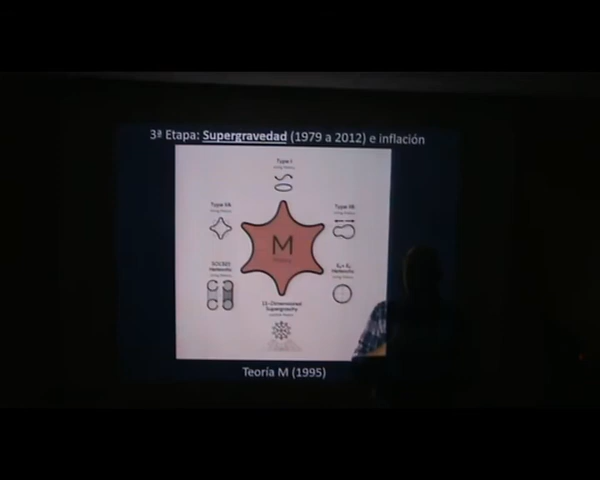 3ª Etapa: Supergravedad (1979 a 2012) e inflación
Type I
Type IIA
Type IIB
M
SO(32)
Heterotic
E₈× E₈
Heterotic
11-Dimensional
Supergravity
Teoría M (1995)